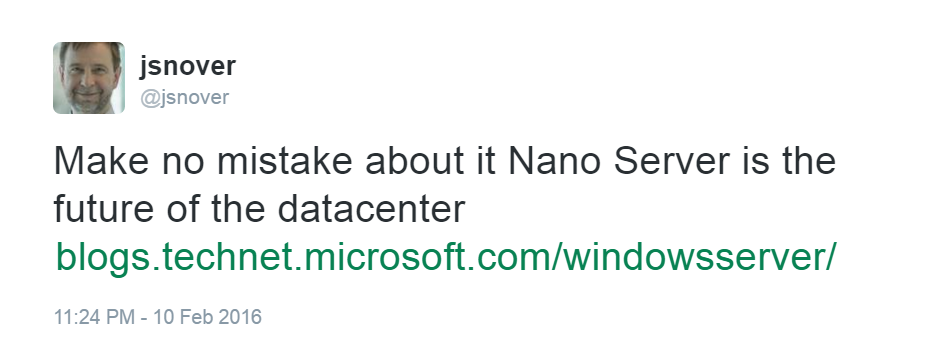 jsnover
@jsnover
Make no mistake about it Nano Server is the
future of the datacenter
blogs.technet.microsoft.com/windowsserver/
11:24 PM - 10 Feb 2016